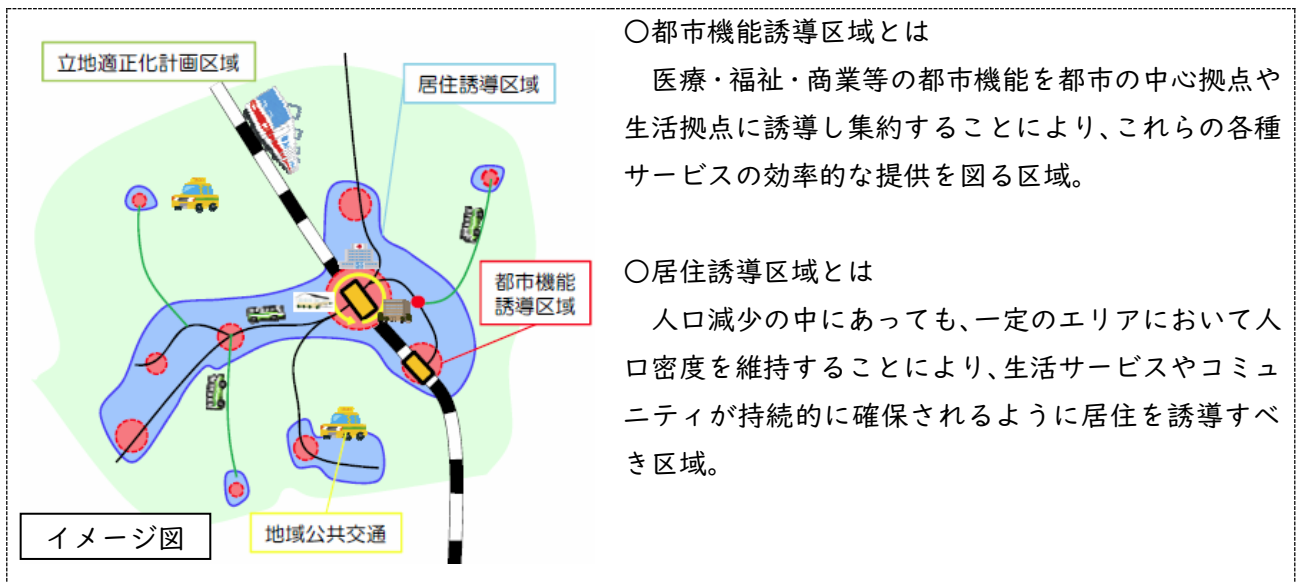 立地適正化計画区域
居住誘導区域
都市機能
誘導区域
地域公共交通
イメージ図
〇都市機能誘導区域とは
医療・福祉・商業等の都市機能を都市の中心拠点や
生活拠点に誘導し集約することにより、これらの各種
サービスの効率的な提供を図る区域。
〇居住誘導区域とは
人口減少の中にあっても、一定のエリアにおいて人
口密度を維持することにより、生活サービスやコミュ
ニティが持続的に確保されるように居住を誘導すべ
き区域。